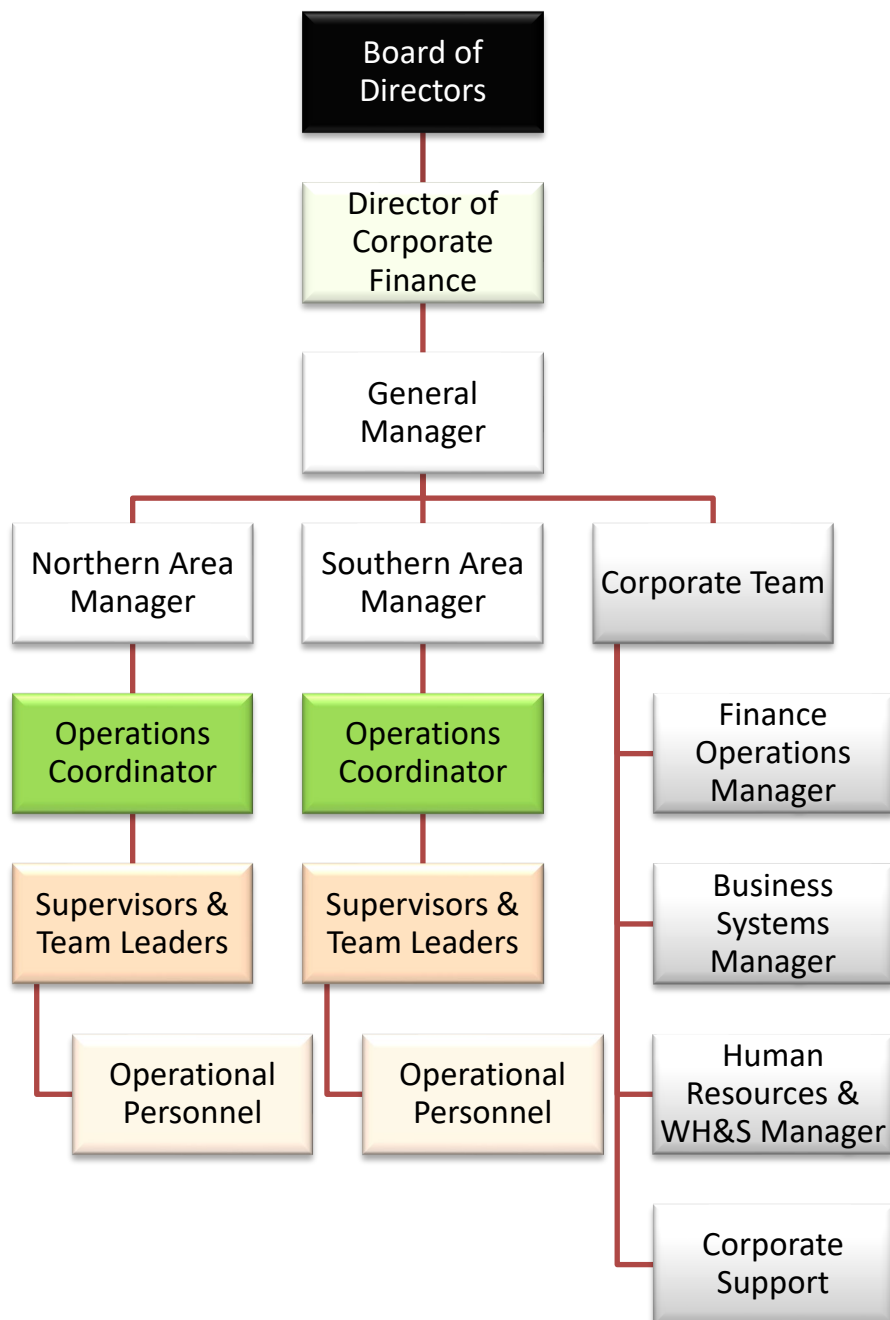 Board of
Directors
Director of
Corporate
Finance
General
Manager
Northern Area
Manager
Southern Area
Manager
Corporate Team
Operations
Coordinator
Operations
Coordinator
Finance
Operations
Manager
Supervisors &
Team Leaders
Supervisors &
Team Leaders
Business
Systems
Manager
Operational
Personnel
Operational
Personnel
Human
Resources &
WH&S Manager
Corporate
Support